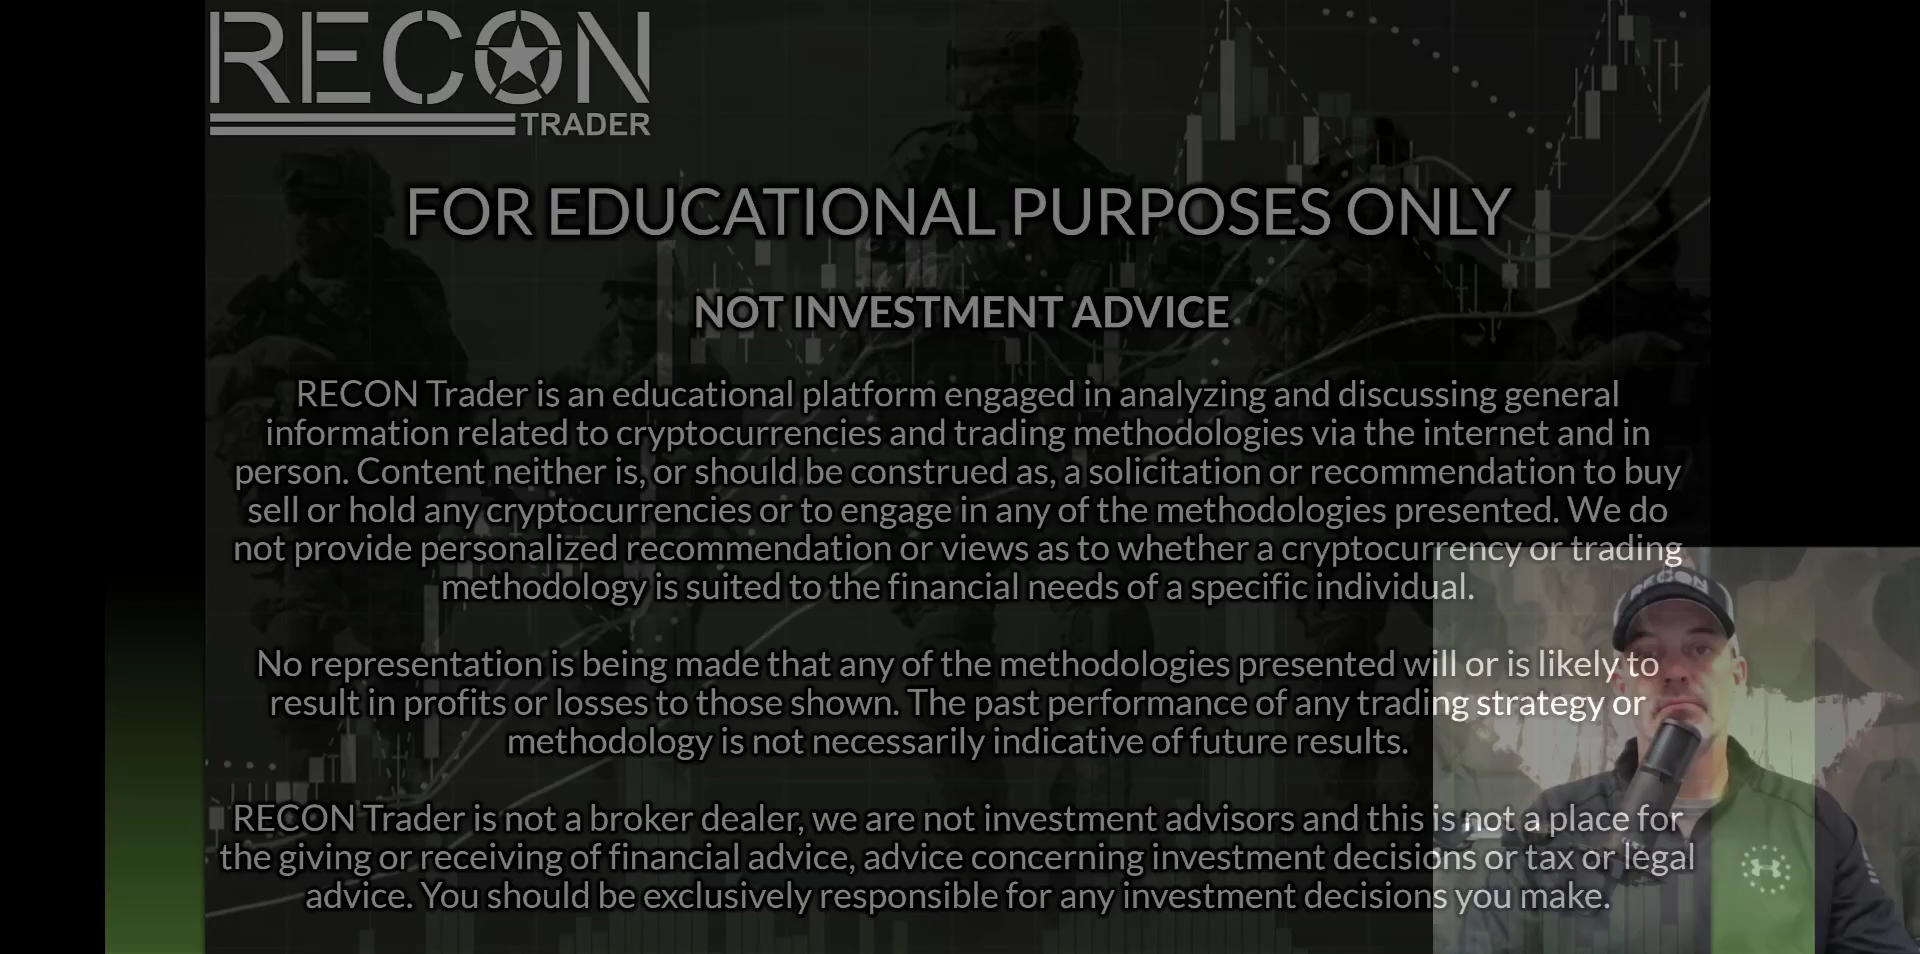 RECON
TRADER
FOR EDUCATIONAL PURPOSES ONLY
NOT INVESTMENT ADVICE
RECON Trader is an educational platform engaged in analyzing and discussing general
information related to cryptocurrencies and trading methodologies via the internet and in
person. Content neither is, or should be construed as, a solicitation or recommendation to buy
sell or hold any cryptocurrencies or to engage in any of the methodologies presented. We do
not provide personalized recommendation or views as to whether a cryptocurrency or trading
methodology is suited to the financial needs of a specific individual.
No representation is being made that any of the methodologies presented will or is likely to
result in profits or losses to those shown. The past performance of any trading strategy or
methodology is not necessarily indicative of future results.
RECON Trader is not a broker dealer, we are not investment advisors and this is not a place for
the giving or receiving of financial advice, advice concerning investment decisions or tax or legal
advice. You should be exclusively responsible for any investment decisions you make.
RECON